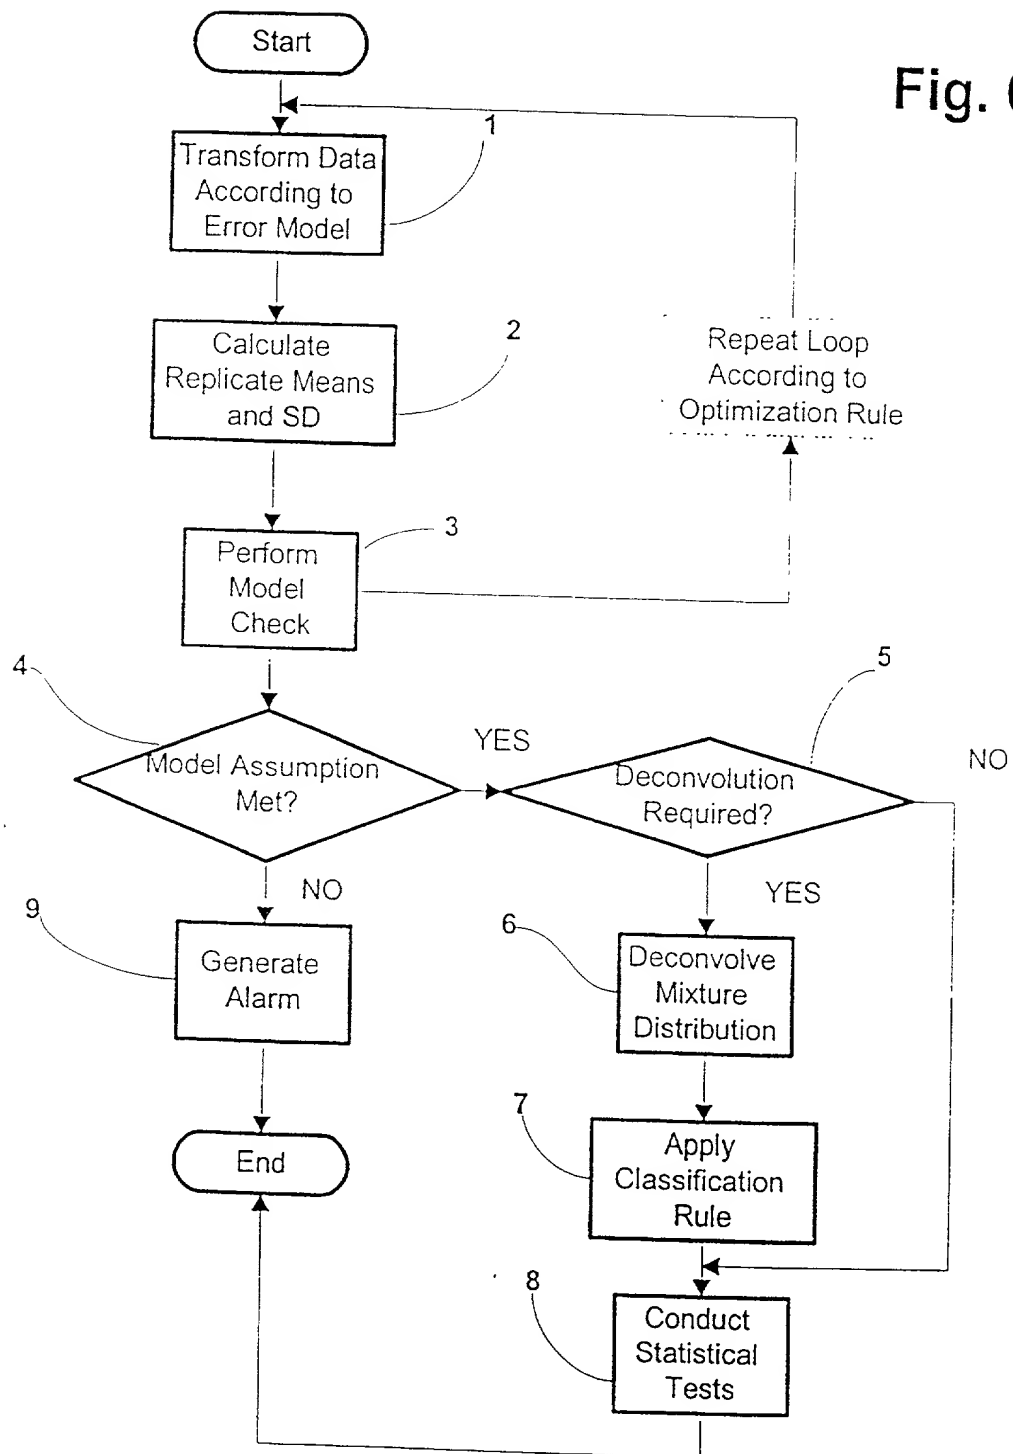 Start
Fig.
1
Transform Data
According to
Error Model
2
Calculate
Replicate Means
and SD
Repeat Loop
According to
Optimization Rule
3
Perform
Model
Check
4
Model Assumption
Met?
YES
5
Deconvolution
Required?
NO
NO
YES
9
Generate
Alarm
6
Deconvolve
Mixture
Distribution
7
Apply
Classification
Rule
End
8
Conduct
Statistical
Tests